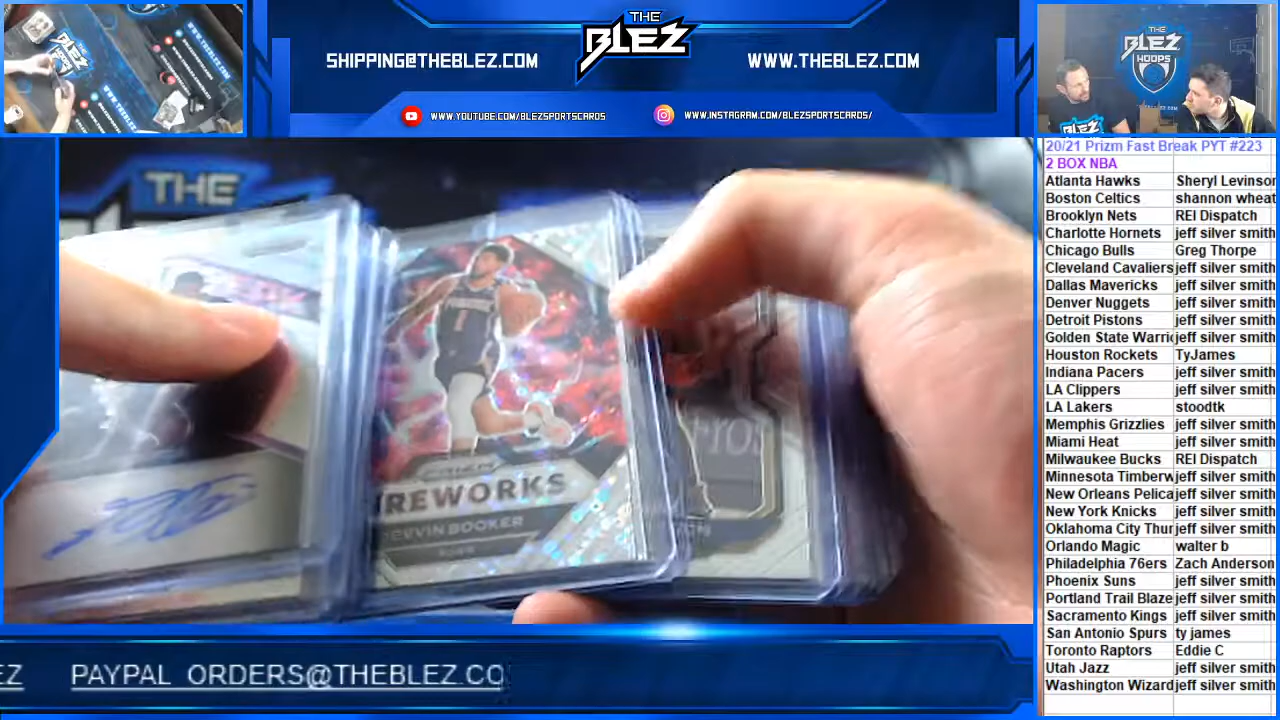 THE
BLEZ
SHIPPING@THEBLEZ.COM
WWW.THEBLEZ.COM
WWW.YOUTUBE.COM/BLEZSPORTSCARDS
WWW.INSTAGRAM.COM/BLEZSPORTSCARDS/
BLEZ
HOOPS
THE
BLEZ
HOOPS
BLEZ
THE
IREWORKS
DEVIN BOOKER
SUNS
20/21 Prizm Fast Break PYT #223
2 BOX NBA
Atlanta Hawks Sheryl Levinson
Boston Celtics shannon wheat
Brooklyn Nets REI Dispatch
Charlotte Hornets jeff silver smith
Chicago Bulls Greg Thorpe
Cleveland Cavaliers jeff silver smith
Dallas Mavericks jeff silver smith
Denver Nuggets jeff silver smith
Detroit Pistons jeff silver smith
Golden State Warri jeff silver smith
Houston Rockets TyJames
Indiana Pacers jeff silver smith
LA Clippers jeff silver smith
LA Lakers stoodtk
Memphis Grizzlies jeff silver smith
Miami Heat jeff silver smith
Milwaukee Bucks REI Dispatch
Minnesota Timberw jeff silver smith
New Orleans Pelica jeff silver smith
New York Knicks jeff silver smith
Oklahoma City Thur jeff silver smith
Orlando Magic walter b
Philadelphia 76ers Zach Anderson
Phoenix Suns jeff silver smith
Portland Trail Blaze jeff silver smith
Sacramento Kings jeff silver smith
San Antonio Spurs ty james
Toronto Raptors Eddie C
Utah Jazz jeff silver smith
Washington Wizard jeff silver smith
EZ PAYPAL ORDERS@THEBLEZ.CO